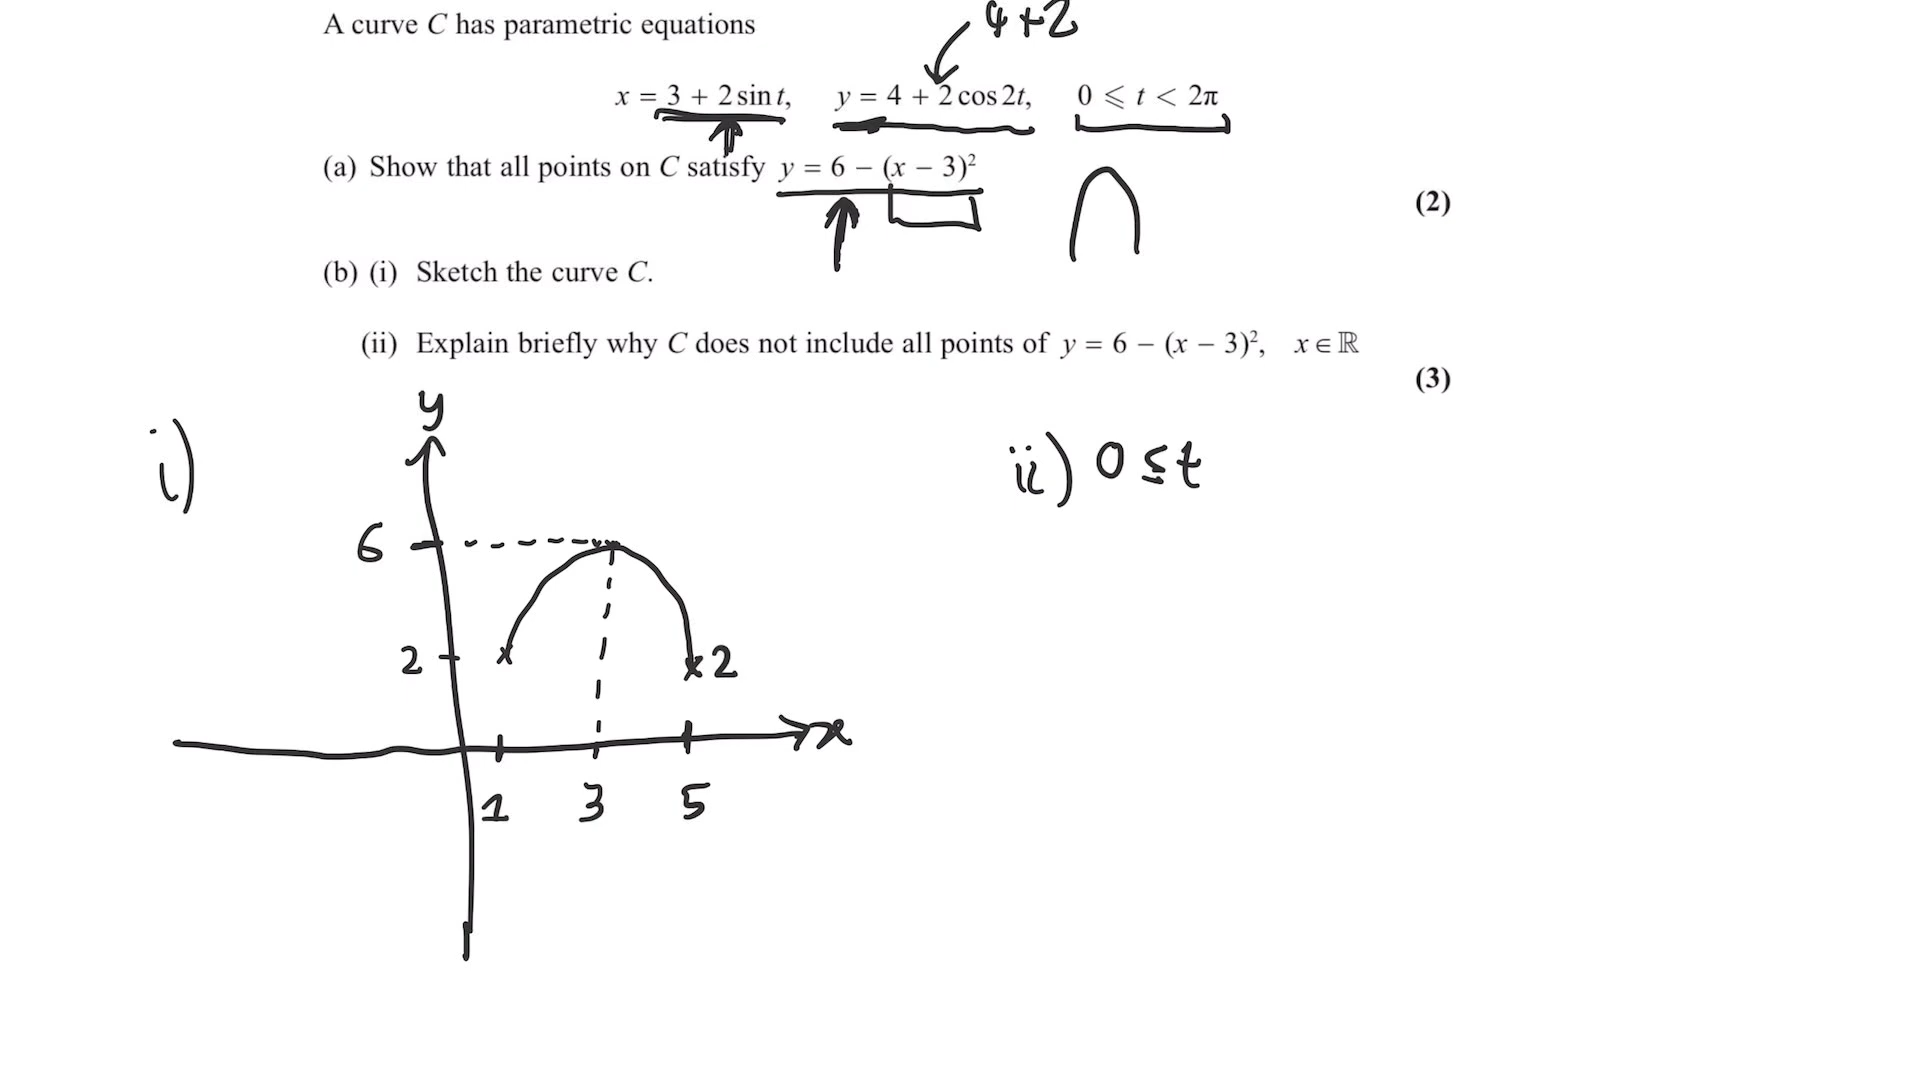 4+2
A curve C has parametric equations
x = 3 + 2 sin t, y = 4 + 2 cos 2t, 0 ⩽ t < 2π
(a) Show that all points on C satisfy y = 6 − (x − 3)²
(2)
(b) (i) Sketch the curve C.
(ii) Explain briefly why C does not include all points of y = 6 − (x − 3)², x ∈ ℝ
(3)
y
i)
ii) 0 ≤ t
6
2
2
x
1 3 5